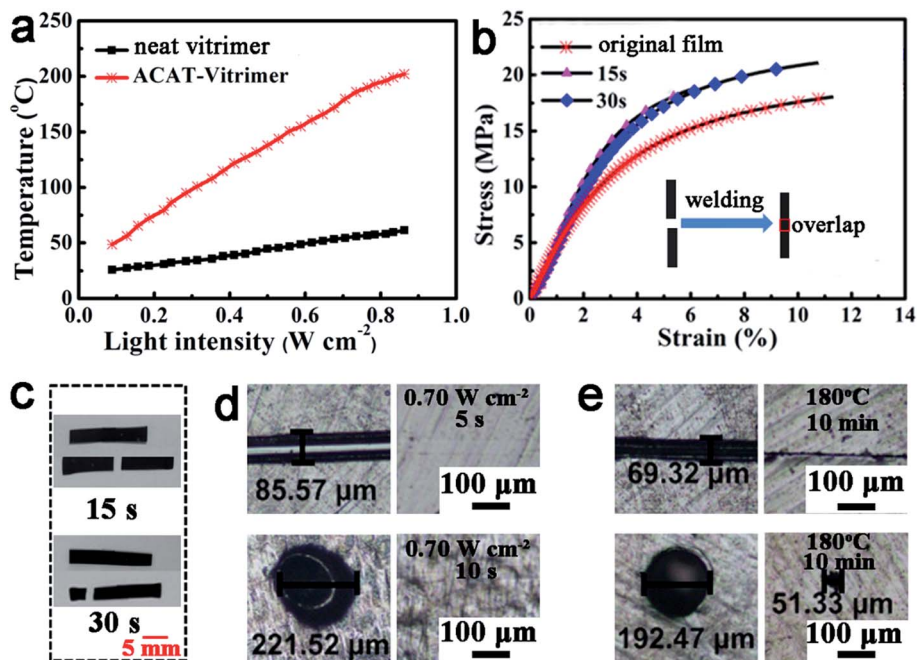 a
neat vitrimer
ACAT-Vitrimer
250
200
150
100
50
0
0.0 0.2 0.4 0.6 0.8 1.0
Temperature (°C)
Light intensity (W cm⁻²)
b
original film
15s
30s
25
20
15
10
5
0
0 2 4 6 8 10 12 14
Stress (MPa)
Strain (%)
welding
overlap
c
15 s
30 s
5 mm
d
85.57 µm
0.70 W cm⁻²
5 s
100 µm
221.52 µm
0.70 W cm⁻²
10 s
100 µm
e
69.32 µm
180°C
10 min
100 µm
192.47 µm
180°C
10 min
51.33 µm
100 µm